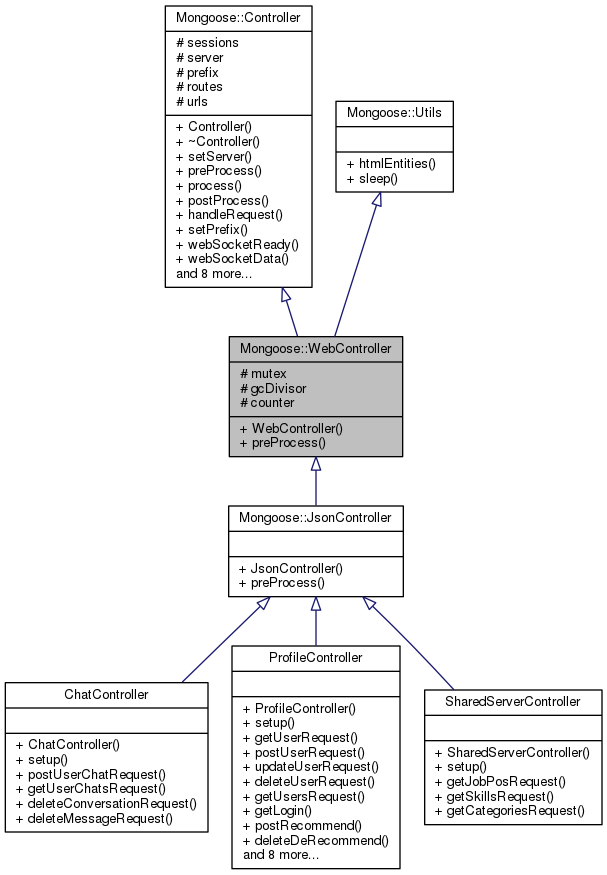 Mongoose::Controller
# sessions
# server
# prefix
# routes
# urls
+ Controller()
+ ~Controller()
+ setServer()
+ preProcess()
+ process()
+ postProcess()
+ handleRequest()
+ setPrefix()
+ webSocketReady()
+ webSocketData()
and 8 more...
Mongoose::Utils
+ htmlEntities()
+ sleep()
Mongoose::WebController
# mutex
# gcDivisor
# counter
+ WebController()
+ preProcess()
Mongoose::JsonController
+ JsonController()
+ preProcess()
ChatController
+ ChatController()
+ setup()
+ postUserChatRequest()
+ getUserChatsRequest()
+ deleteConversationRequest()
+ deleteMessageRequest()
ProfileController
+ ProfileController()
+ setup()
+ getUserRequest()
+ postUserRequest()
+ updateUserRequest()
+ deleteUserRequest()
+ getUsersRequest()
+ getLogin()
+ postRecommend()
+ deleteDeRecommend()
and 8 more...
SharedServerController
+ SharedServerController()
+ setup()
+ getJobPosRequest()
+ getSkillsRequest()
+ getCategoriesRequest()